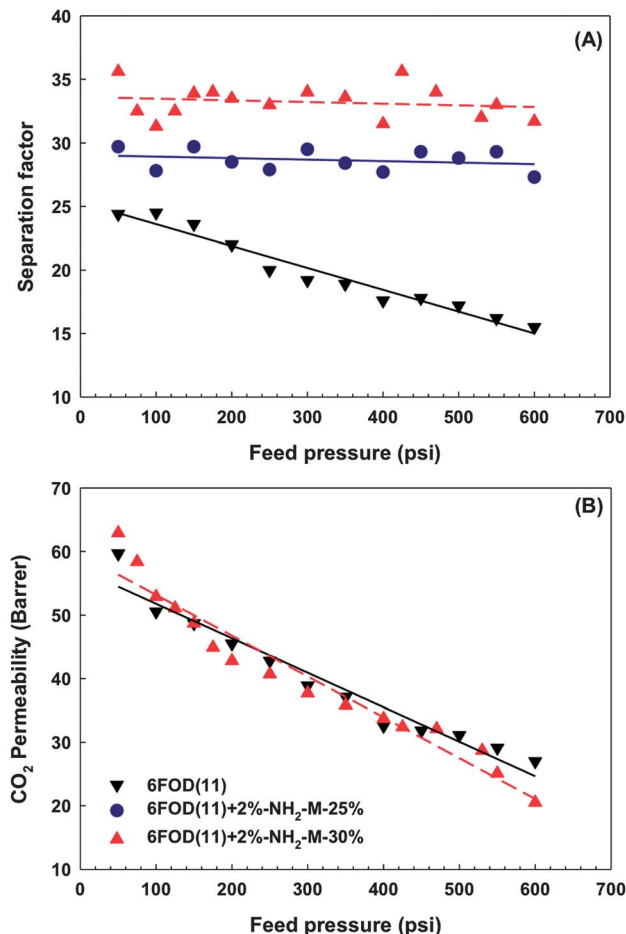 40
35
30
25
20
15
10
Separation factor
(A)
0 100 200 300 400 500 600 700
Feed pressure (psi)
70
60
50
40
30
20
10
CO₂ Permeability (Barrer)
(B)
6FOD(11)
6FOD(11)+2%-NH₂-M-25%
6FOD(11)+2%-NH₂-M-30%
0 100 200 300 400 500 600 700
Feed pressure (psi)